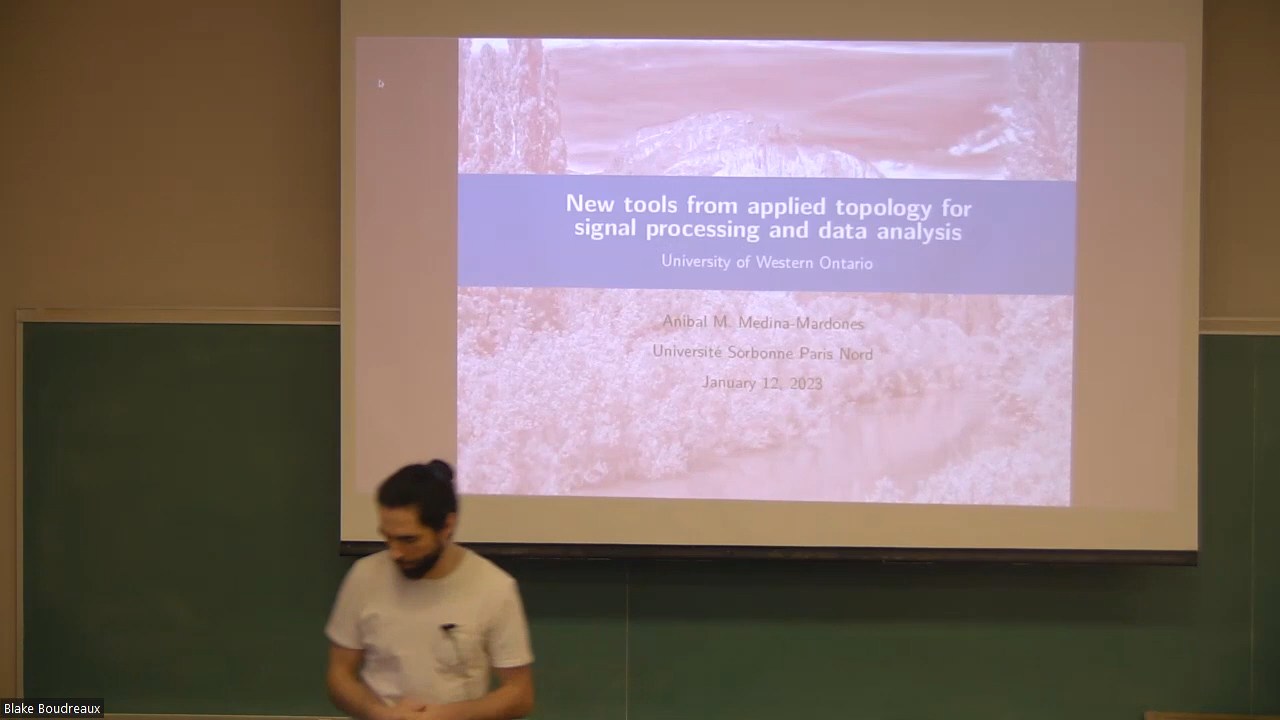 New tools from applied topology for
signal processing and data analysis
University of Western Ontario
Anibal M. Medina-Mardones
Université Sorbonne Paris Nord
January 12, 2023
Blake Boudreaux